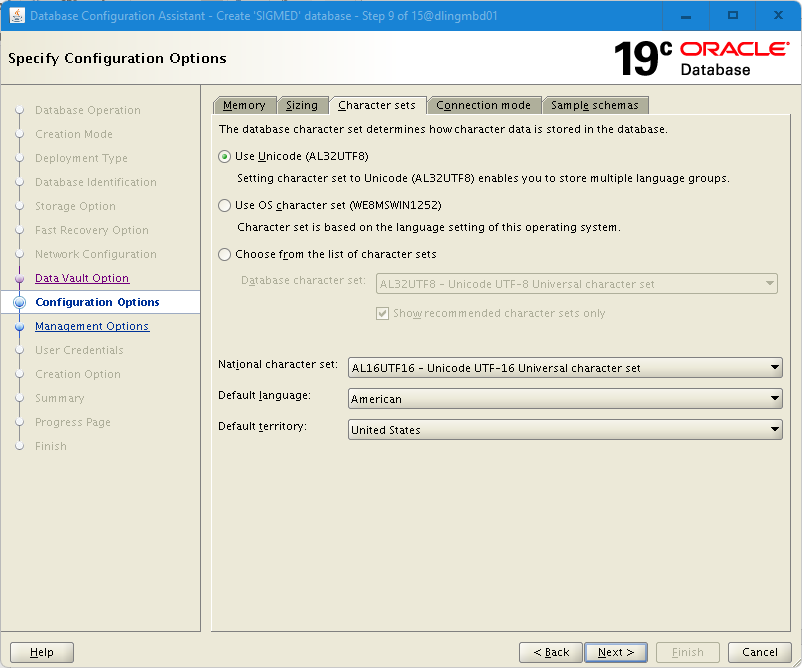 Database Configuration Assistant - Create 'SIGMED' database - Step 9 of 15@dlingmbd01
Specify Configuration Options
19c ORACLE
Database
Database Operation
Creation Mode
Deployment Type
Database Identification
Storage Option
Fast Recovery Option
Network Configuration
Data Vault Option
Configuration Options
Management Options
User Credentials
Creation Option
Summary
Progress Page
Finish
Memory Sizing Character sets Connection mode Sample schemas
The database character set determines how character data is stored in the database.
Use Unicode (AL32UTF8)
Setting character set to Unicode (AL32UTF8) enables you to store multiple language groups.
Use OS character set (WE8MSWIN1252)
Character set is based on the language setting of this operating system.
Choose from the list of character sets
Database character set: AL32UTF8 - Unicode UTF-8 Universal character set
Show recommended character sets only
National character set: AL16UTF16 - Unicode UTF-16 Universal character set
Default language: American
Default territory: United States
Help < Back Next > Finish Cancel